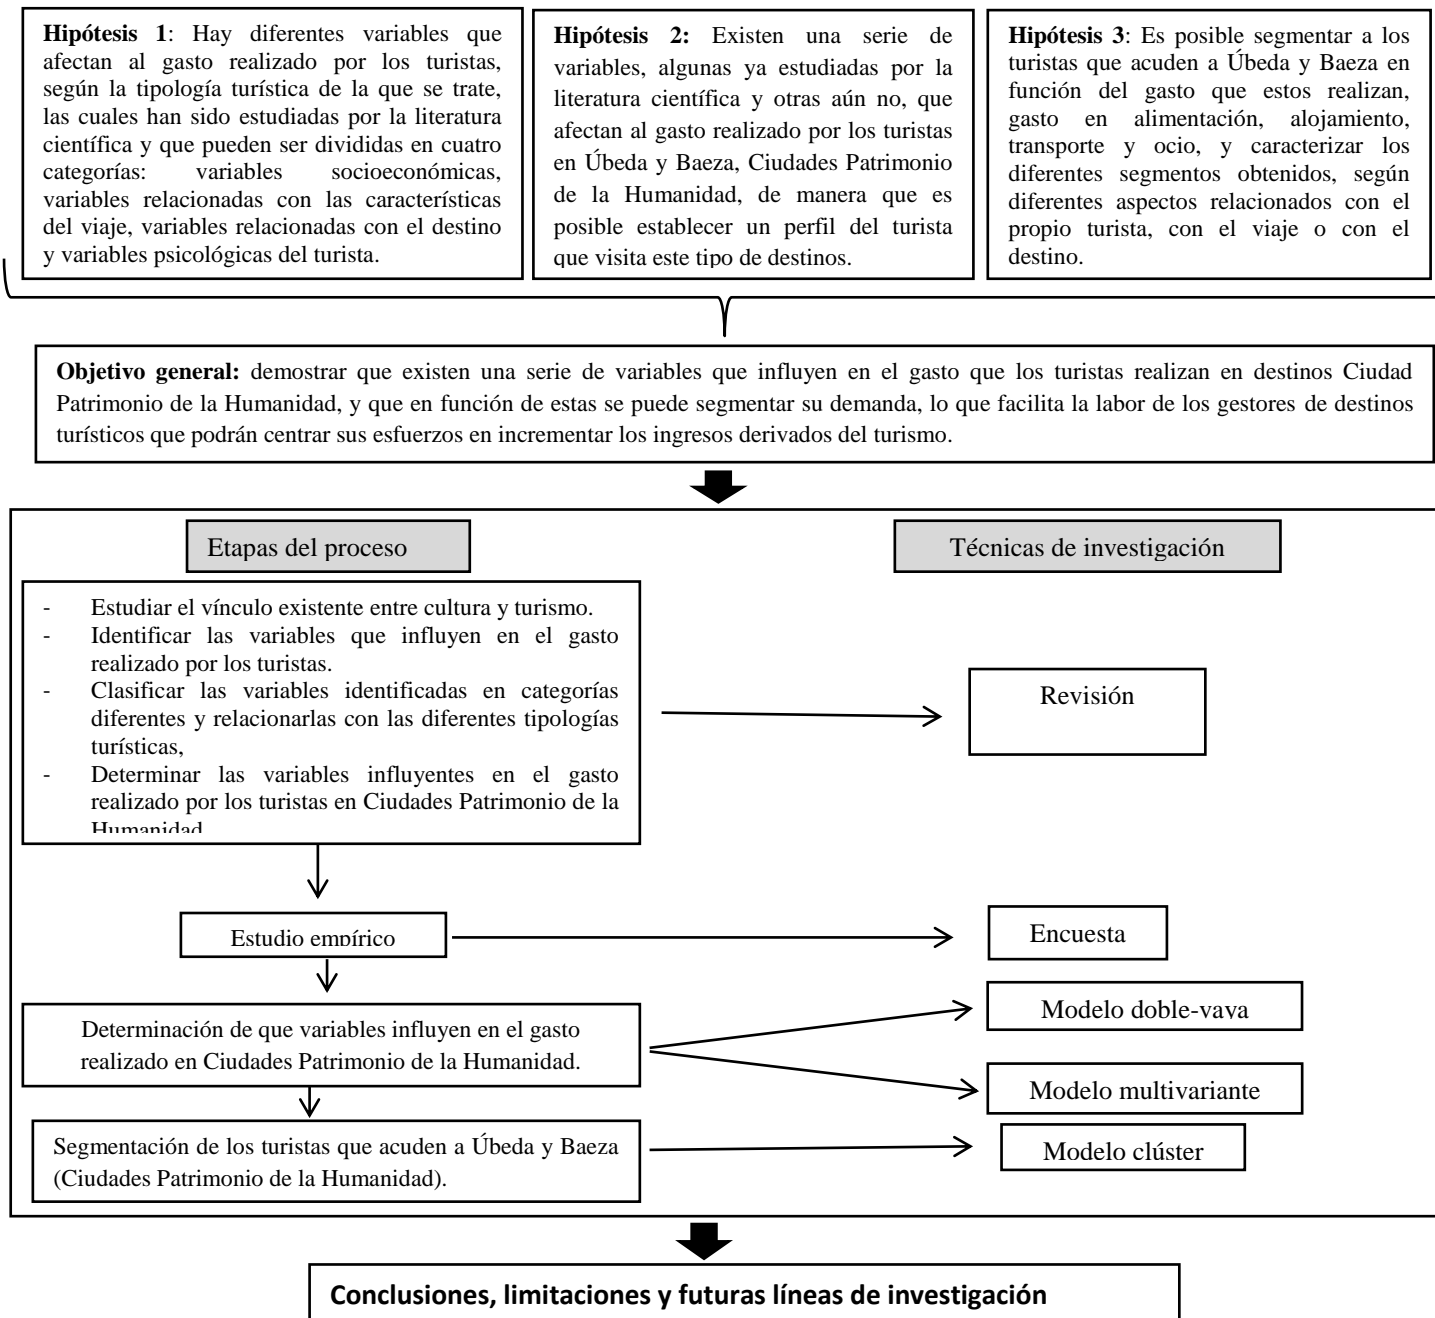 Hipótesis 1: Hay diferentes variables que
afectan al gasto realizado por los turistas,
según la tipología turística de la que se trate,
las cuales han sido estudiadas por la literatura
científica y que pueden ser divididas en cuatro
categorías: variables socioeconómicas,
variables relacionadas con las características
del viaje, variables relacionadas con el destino
y variables psicológicas del turista.
Hipótesis 2: Existen una serie de
variables, algunas ya estudiadas por la
literatura científica y otras aún no, que
afectan al gasto realizado por los turistas
en Úbeda y Baeza, Ciudades Patrimonio
de la Humanidad, de manera que es
posible establecer un perfil del turista
que visita este tipo de destinos.
Hipótesis 3: Es posible segmentar a los
turistas que acuden a Úbeda y Baeza en
función del gasto que estos realizan,
gasto en alimentación, alojamiento,
transporte y ocio, y caracterizar los
diferentes segmentos obtenidos, según
diferentes aspectos relacionados con el
propio turista, con el viaje o con el
destino.
Objetivo general: demostrar que existen una serie de variables que influyen en el gasto que los turistas realizan en destinos Ciudad
Patrimonio de la Humanidad, y que en función de estas se puede segmentar su demanda, lo que facilita la labor de los gestores de destinos
turísticos que podrán centrar sus esfuerzos en incrementar los ingresos derivados del turismo.
Etapas del proceso
Técnicas de investigación
- Estudiar el vínculo existente entre cultura y turismo.
- Identificar las variables que influyen en el gasto
realizado por los turistas.
- Clasificar las variables identificadas en categorías
diferentes y relacionarlas con las diferentes tipologías
turísticas,
- Determinar las variables influyentes en el gasto
realizado por los turistas en Ciudades Patrimonio de la
Humanidad
Revisión
Estudio empírico
Encuesta
Determinación de que variables influyen en el gasto
realizado en Ciudades Patrimonio de la Humanidad.
Modelo doble-vava
Modelo multivariante
Segmentación de los turistas que acuden a Úbeda y Baeza
(Ciudades Patrimonio de la Humanidad).
Modelo clúster
Conclusiones, limitaciones y futuras líneas de investigación